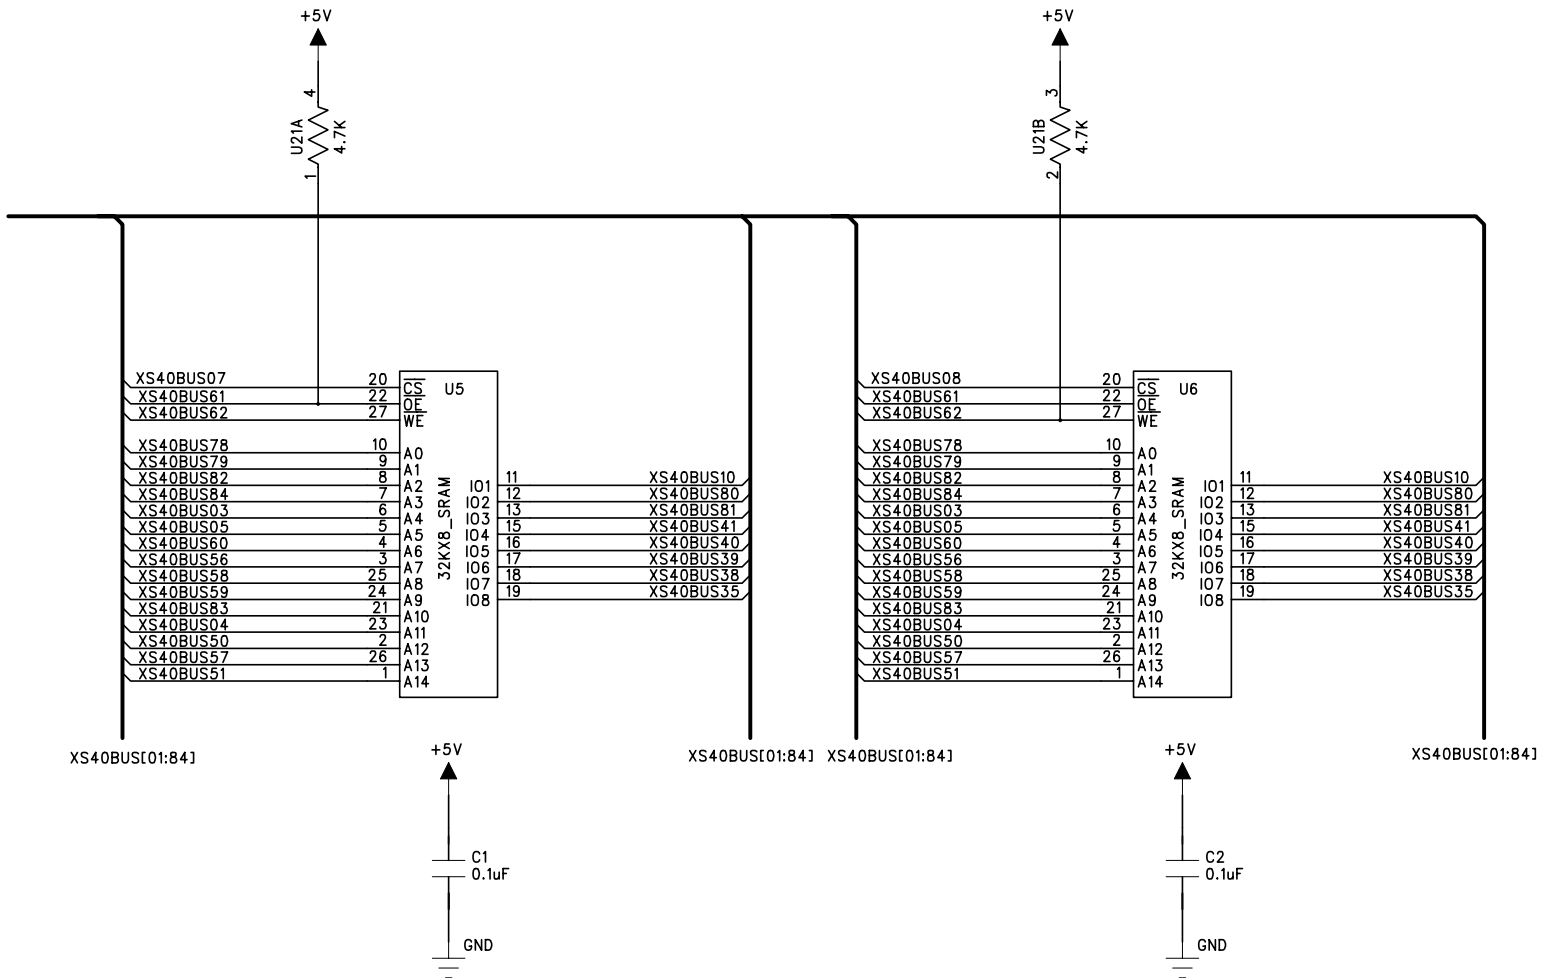 +5V
4
U21A
4.7K
1
+5V
3
U21B
4.7K
2
XS40BUS07 20 CS
XS40BUS61 22 OE
XS40BUS62 27 WE
U5
XS40BUS78 10 A0
XS40BUS79 9 A1
XS40BUS82 8 A2
XS40BUS84 7 A3
XS40BUS03 6 A4
XS40BUS05 5 A5
XS40BUS60 4 A6
XS40BUS56 3 A7
XS40BUS58 25 A8
XS40BUS59 24 A9
XS40BUS83 21 A10
XS40BUS04 23 A11
XS40BUS50 2 A12
XS40BUS57 26 A13
XS40BUS51 1 A14
32KX8_SRAM
IO1 11 XS40BUS10
IO2 12 XS40BUS80
IO3 13 XS40BUS81
IO4 15 XS40BUS41
IO5 16 XS40BUS40
IO6 17 XS40BUS39
IO7 18 XS40BUS38
IO8 19 XS40BUS35
XS40BUS08 20 CS
XS40BUS61 22 OE
XS40BUS62 27 WE
U6
XS40BUS78 10 A0
XS40BUS79 9 A1
XS40BUS82 8 A2
XS40BUS84 7 A3
XS40BUS03 6 A4
XS40BUS05 5 A5
XS40BUS60 4 A6
XS40BUS56 3 A7
XS40BUS58 25 A8
XS40BUS59 24 A9
XS40BUS83 21 A10
XS40BUS04 23 A11
XS40BUS50 2 A12
XS40BUS57 26 A13
XS40BUS51 1 A14
32KX8_SRAM
IO1 11 XS40BUS10
IO2 12 XS40BUS80
IO3 13 XS40BUS81
IO4 15 XS40BUS41
IO5 16 XS40BUS40
IO6 17 XS40BUS39
IO7 18 XS40BUS38
IO8 19 XS40BUS35
XS40BUS[01:84]
XS40BUS[01:84]
XS40BUS[01:84]
XS40BUS[01:84]
+5V
C1
0.1uF
GND
+5V
C2
0.1uF
GND